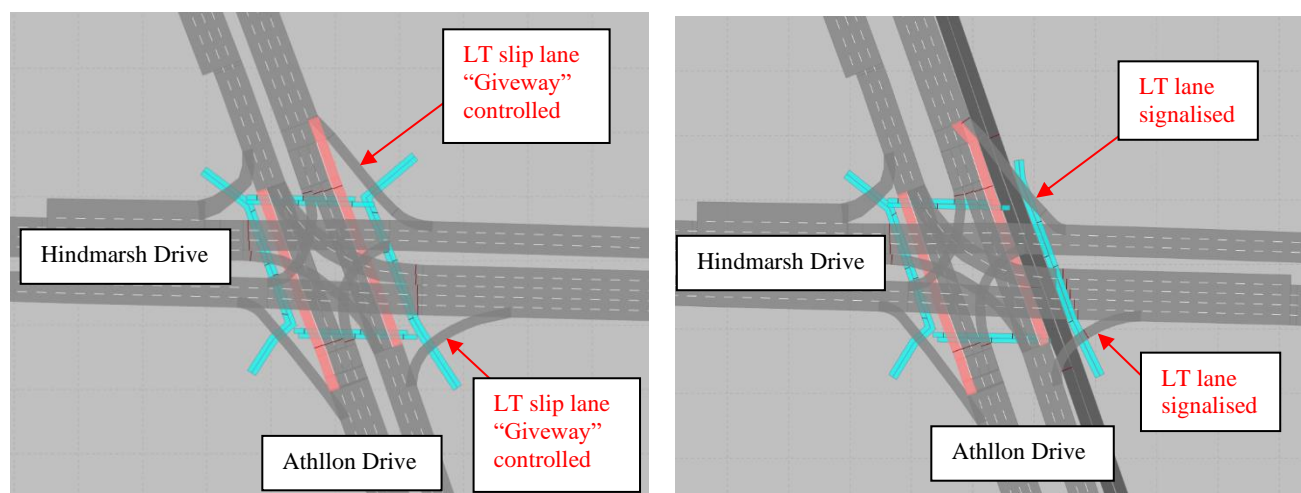 LT slip lane
“Giveway”
controlled
Hindmarsh Drive
LT slip lane
“Giveway”
controlled
Athllon Drive
LT lane
signalised
Hindmarsh Drive
LT lane
signalised
Athllon Drive